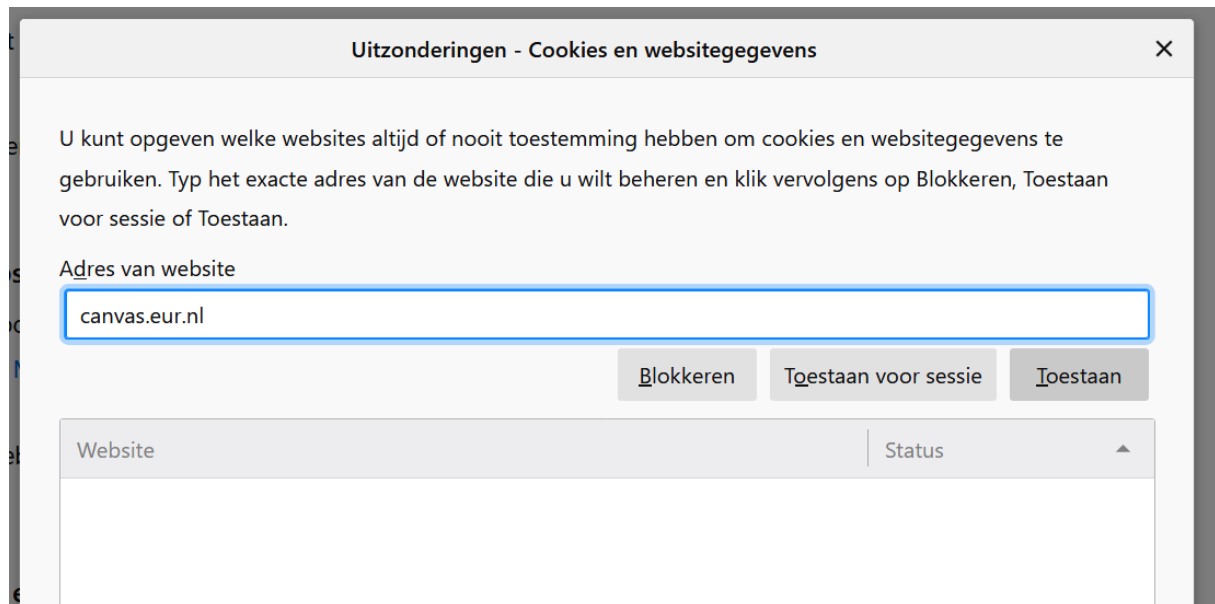 Uitzonderingen - Cookies en websitegegevens
U kunt opgeven welke websites altijd of nooit toestemming hebben om cookies en websitegegevens te
gebruiken. Typ het exacte adres van de website die u wilt beheren en klik vervolgens op Blokkeren, Toestaan
voor sessie of Toestaan.
Adres van website
canvas.eur.nl
Blokkeren Toestaan voor sessie Toestaan
Website Status